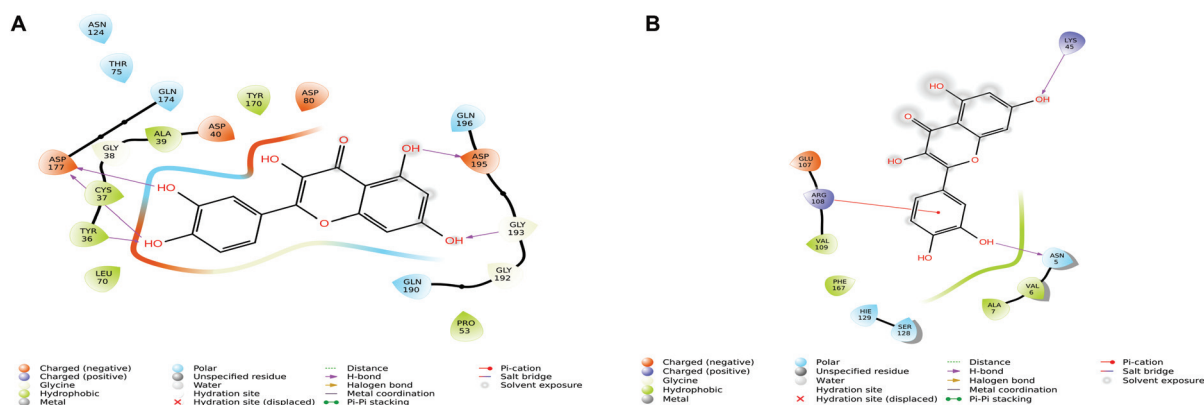 A
ASN
124
THR
75
GLN
174
TYR
170
ASP
80
ALA
39
ASP
40
GLY
38
ASP
177
CYS
37
TYR
36
LEU
70
HO
HO
HO
O
O
OH
OH
GLN
196
ASP
195
GLY
193
GLY
192
GLN
190
PRO
53
Charged (negative)
Charged (positive)
Glycine
Hydrophobic
Metal
Polar
Unspecified residue
Water
Hydration site
Hydration site (displaced)
Distance
H-bond
Halogen bond
Metal coordination
Pi-Pi stacking
Pi-cation
Salt bridge
Solvent exposure
B
LYS
45
HO
OH
O
O
HO
GLU
107
ARG
108
VAL
109
OH
HO
ASN
5
VAL
6
ALA
7
PHE
167
HIE
129
SER
128
Charged (negative)
Charged (positive)
Glycine
Hydrophobic
Metal
Polar
Unspecified residue
Water
Hydration site
Hydration site (displaced)
Distance
H-bond
Halogen bond
Metal coordination
Pi-Pi stacking
Pi-cation
Salt bridge
Solvent exposure